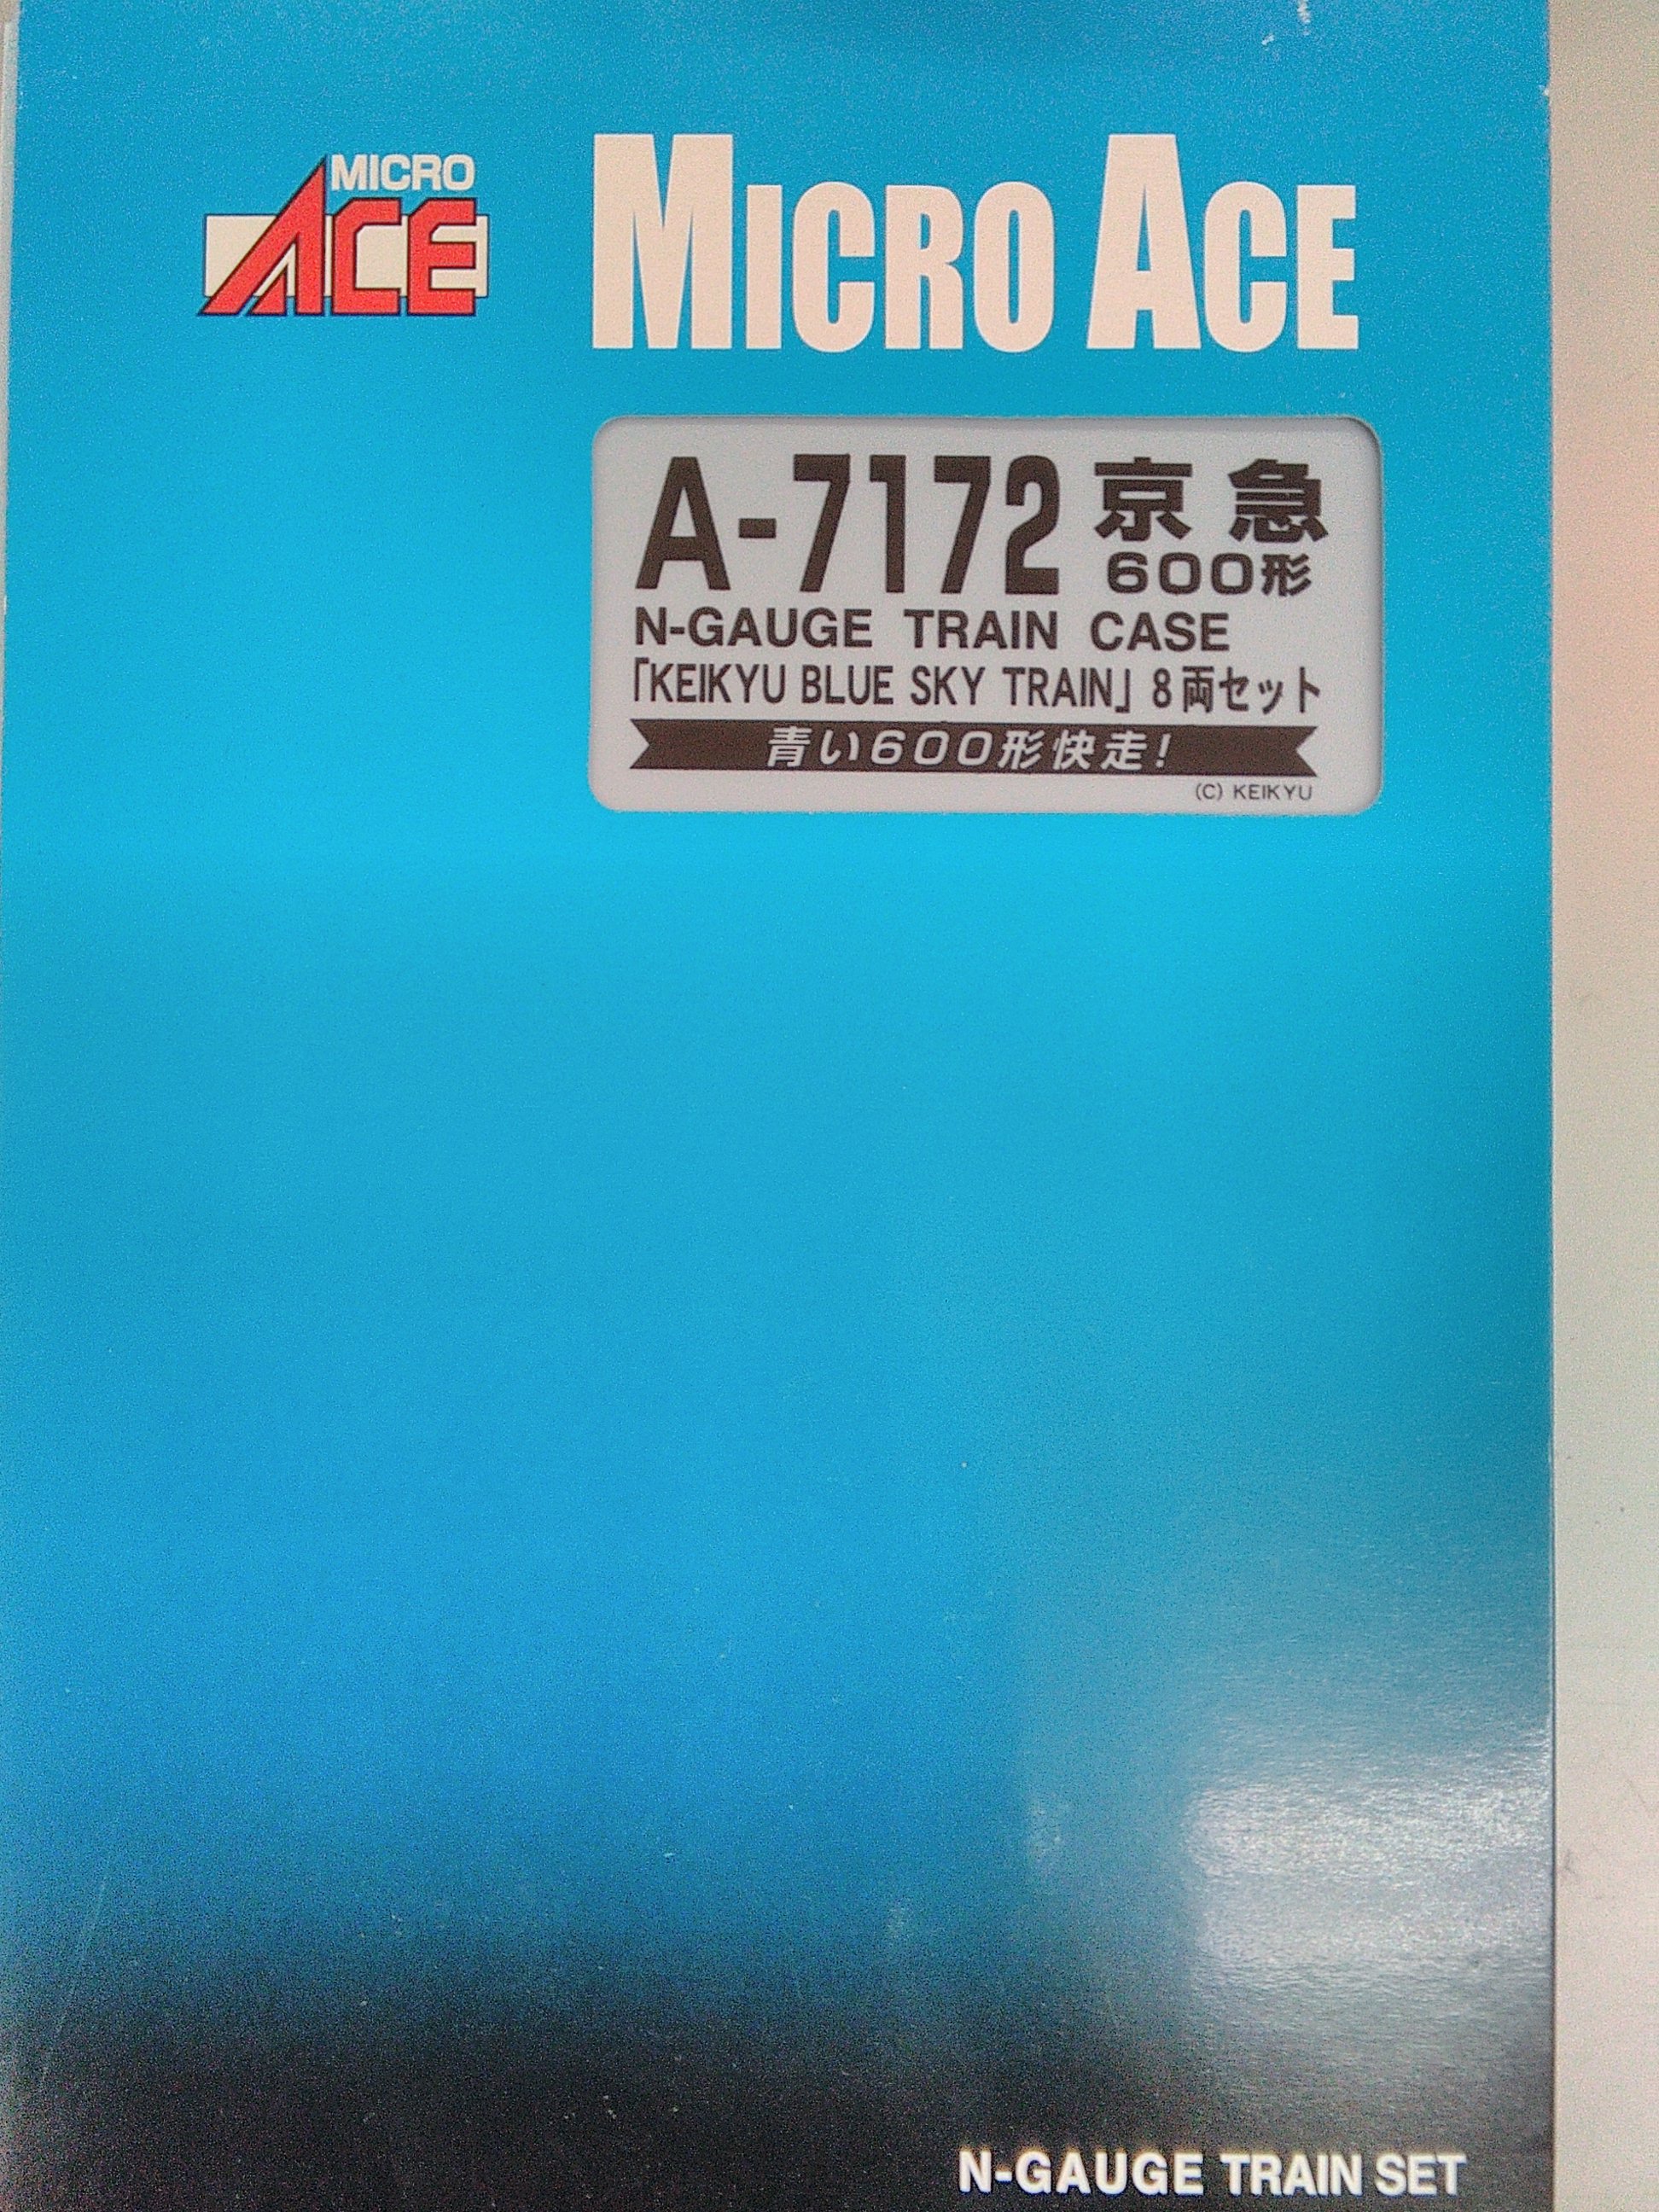 MICRO
ACE
MICRO ACE
A-7172 京急
600形
N-GAUGE TRAIN CASE
「KEIKYU BLUE SKY TRAIN」8両セット
青い600形快走!
(C) KEIKYU
N-GAUGE TRAIN SET